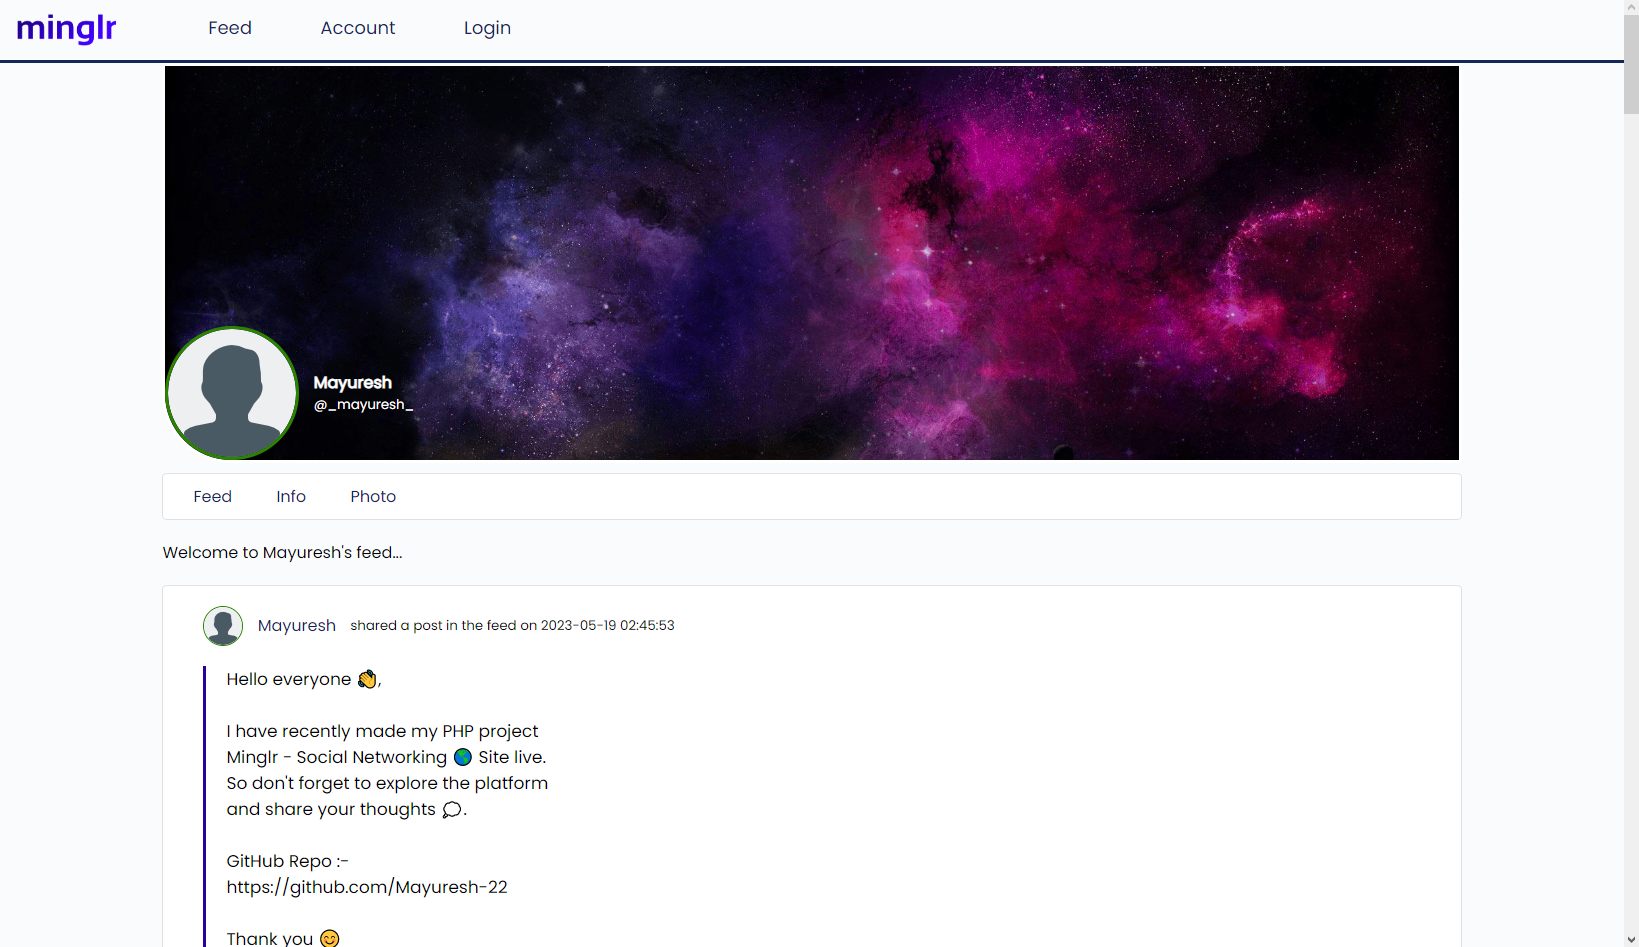 minglr
Feed Account Login
Mayuresh
@_mayuresh_
Feed Info Photo
Welcome to Mayuresh's feed...
Mayuresh shared a post in the feed on 2023-05-19 02:45:53
Hello everyone 👏,
I have recently made my PHP project
Minglr - Social Networking 🌎 Site live.
So don't forget to explore the platform
and share your thoughts 💭.
GitHub Repo :-
https://github.com/Mayuresh-22
Thank you 😊